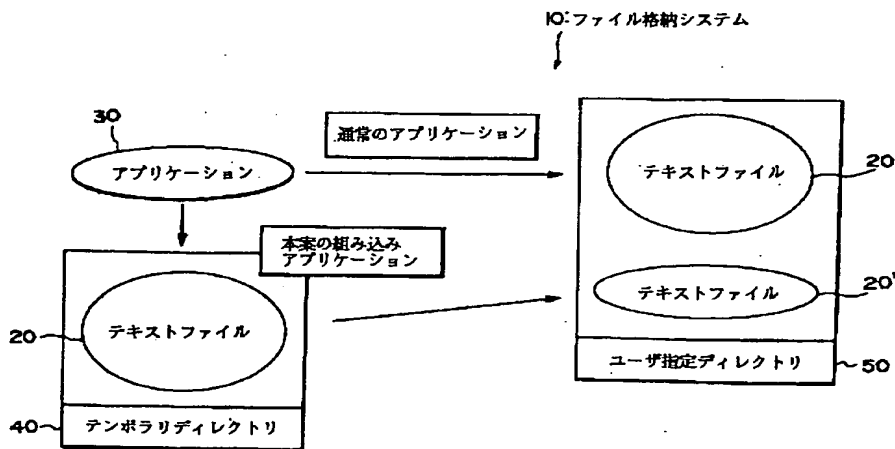 10:ファイル格納システム
30
通常のアプリケーション
アプリケーション
テキストファイル
20
本案の組み込み
アプリケーション
テキストファイル
20'
20
テキストファイル
ユーザ指定ディレクトリ
50
40
テンポラリディレクトリ